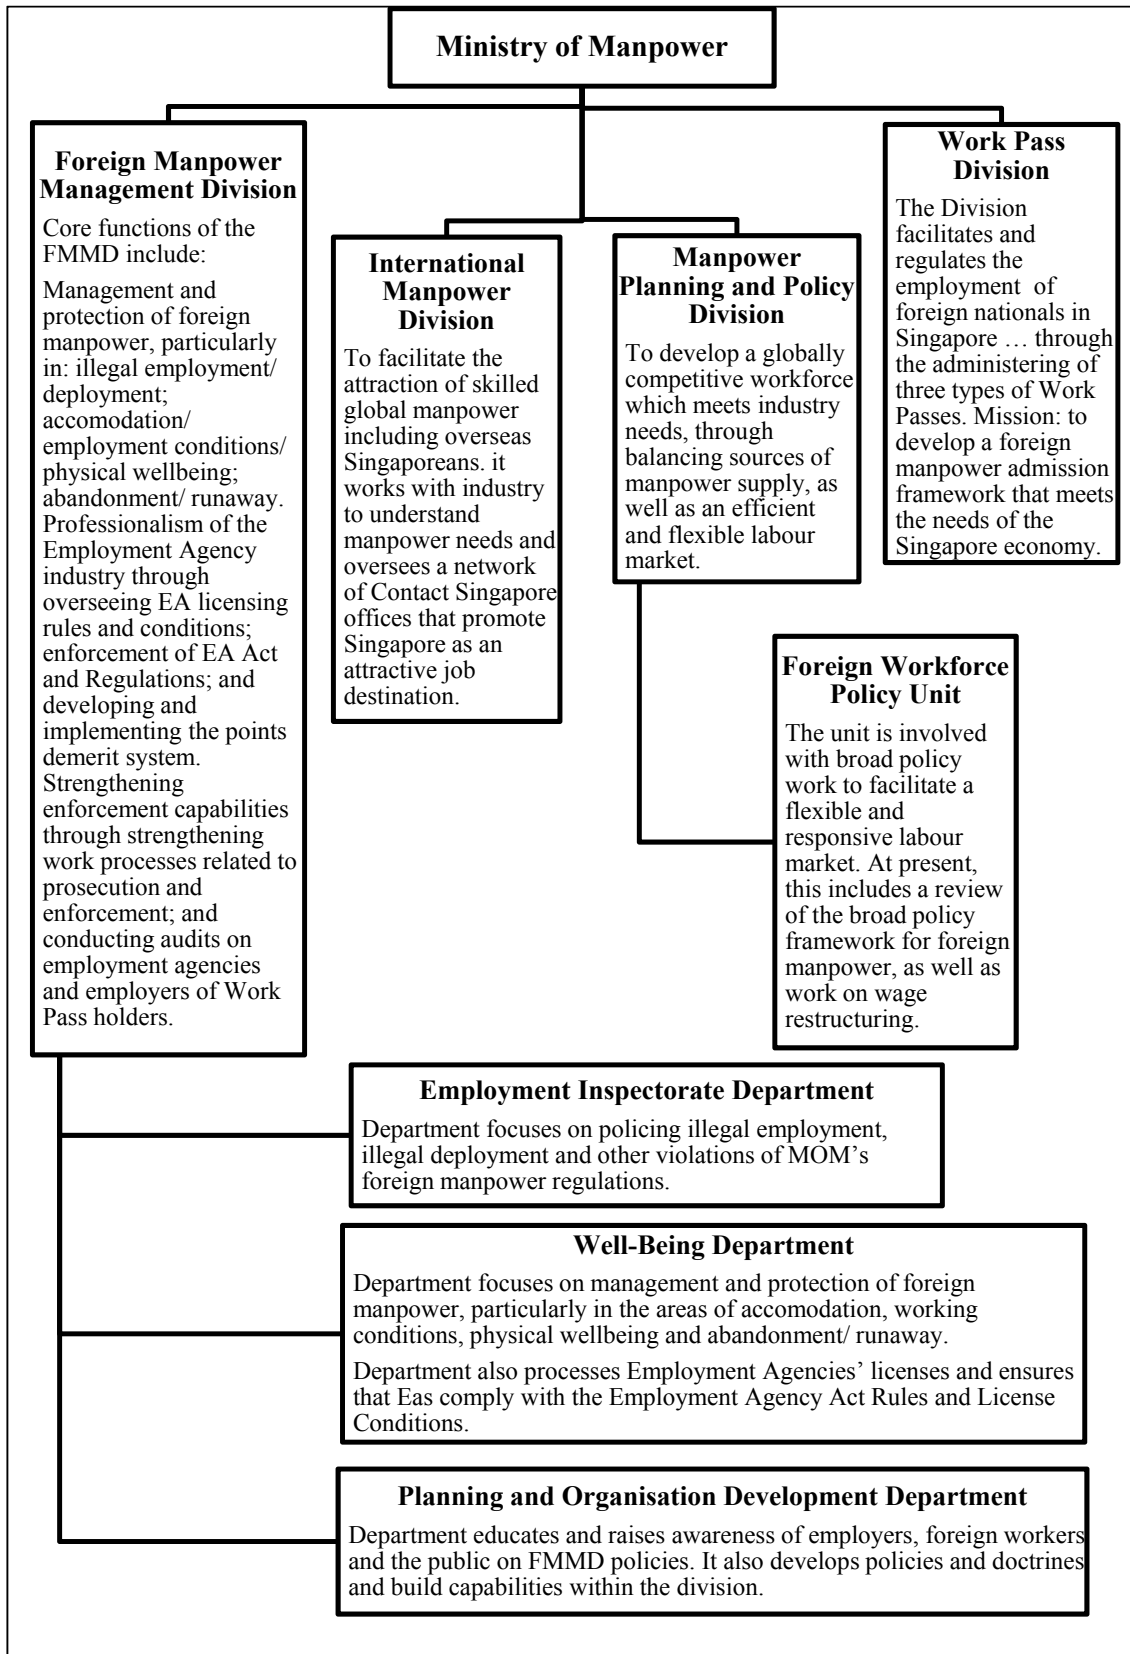 Ministry of Manpower
Foreign Manpower
Management Division
Core functions of the
FMMD include:
Management and
protection of foreign
manpower, particularly
in: illegal employment/
deployment;
accomodation/
employment conditions/
physical wellbeing;
abandonment/ runaway.
Professionalism of the
Employment Agency
industry through
overseeing EA licensing
rules and conditions;
enforcement of EA Act
and Regulations; and
developing and
implementing the points
demerit system.
Strengthening
enforcement capabilities
through strengthening
work processes related to
prosecution and
enforcement; and
conducting audits on
employment agencies
and employers of Work
Pass holders.
International
Manpower
Division
To facilitate the
attraction of skilled
global manpower
including overseas
Singaporeans. it
works with industry
to understand
manpower needs and
oversees a network
of Contact Singapore
offices that promote
Singapore as an
attractive job
destination.
Manpower
Planning and Policy
Division
To develop a globally
competitive workforce
which meets industry
needs, through
balancing sources of
manpower supply, as
well as an efficient
and flexible labour
market.
Work Pass
Division
The Division
facilitates and
regulates the
employment of
foreign nationals in
Singapore … through
the administering of
three types of Work
Passes. Mission: to
develop a foreign
manpower admission
framework that meets
the needs of the
Singapore economy.
Foreign Workforce
Policy Unit
The unit is involved
with broad policy
work to facilitate a
flexible and
responsive labour
market. At present,
this includes a review
of the broad policy
framework for foreign
manpower, as well as
work on wage
restructuring.
Employment Inspectorate Department
Department focuses on policing illegal employment,
illegal deployment and other violations of MOM’s
foreign manpower regulations.
Well-Being Department
Department focuses on management and protection of foreign
manpower, particularly in the areas of accomodation, working
conditions, physical wellbeing and abandonment/ runaway.
Department also processes Employment Agencies’ licenses and ensures
that Eas comply with the Employment Agency Act Rules and License
Conditions.
Planning and Organisation Development Department
Department educates and raises awareness of employers, foreign workers
and the public on FMMD policies. It also develops policies and doctrines
and build capabilities within the division.